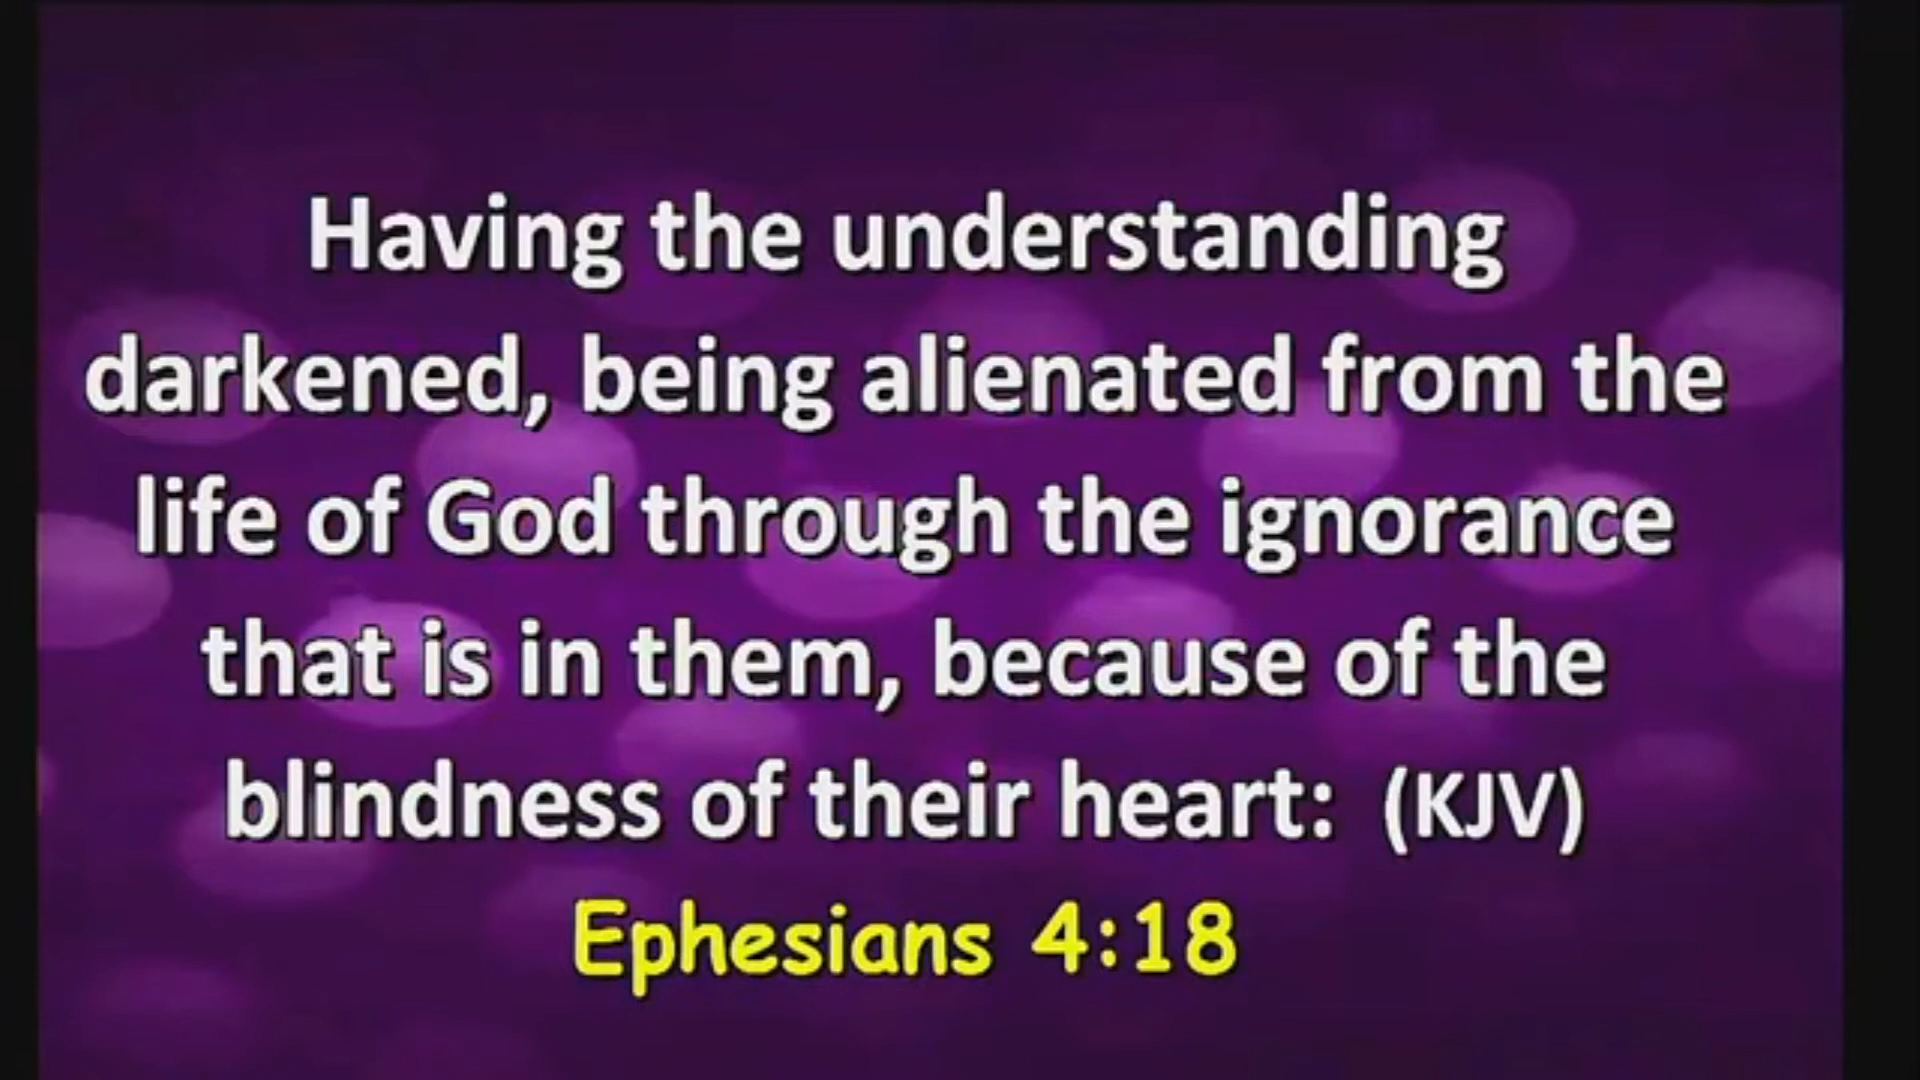 Having the understanding
darkened, being alienated from the
life of God through the ignorance
that is in them, because of the
blindness of their heart: (KJV)
Ephesians 4:18